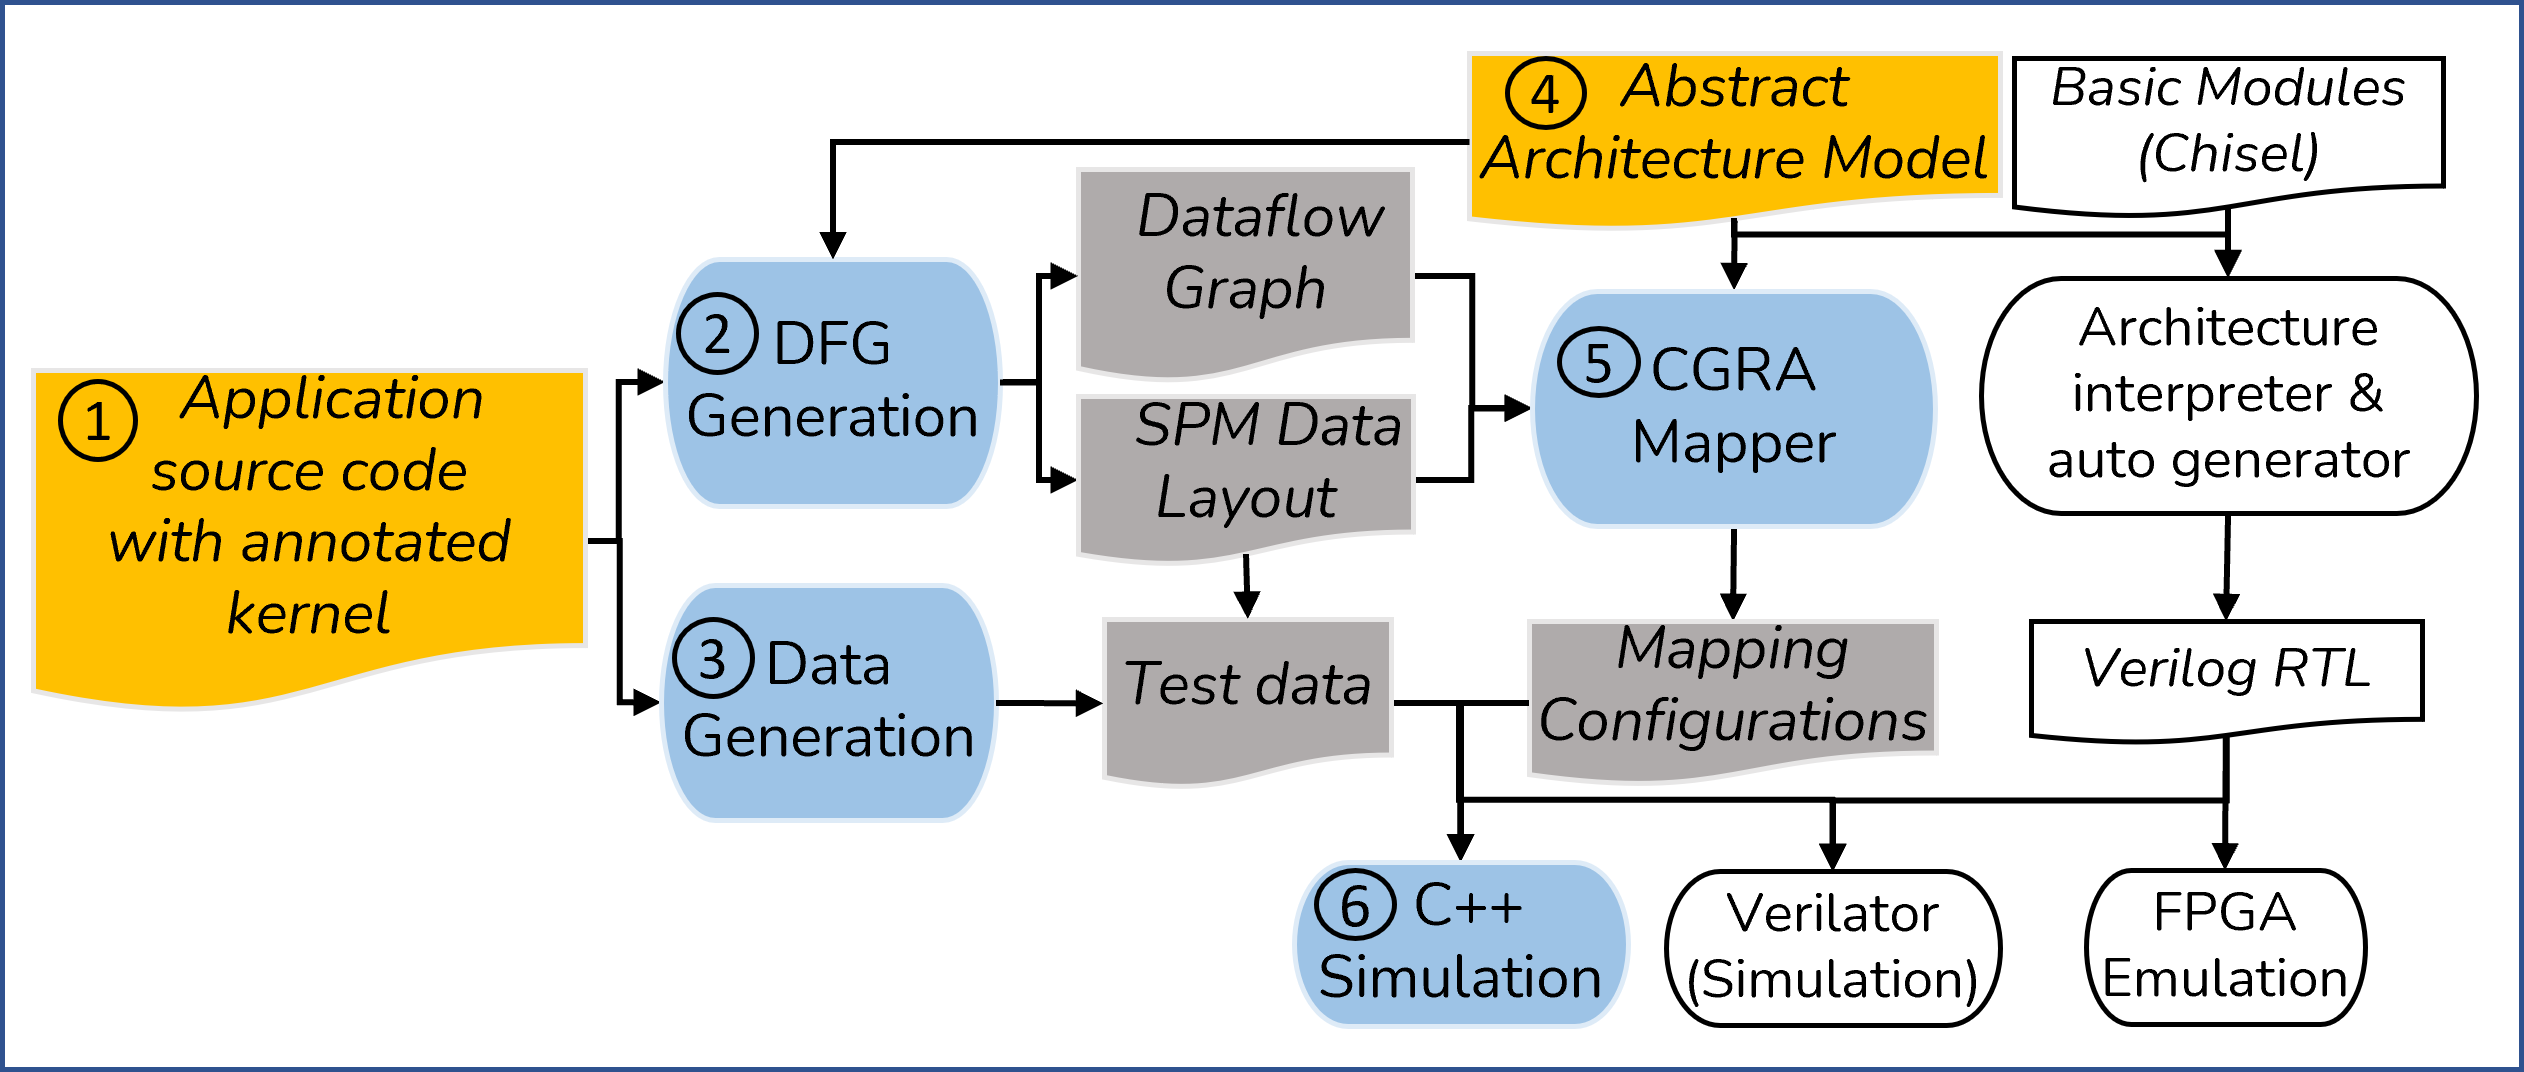 1 Application
source code
with annotated
kernel
2 DFG
Generation
3 Data
Generation
Dataflow
Graph
SPM Data
Layout
Test data
4 Abstract
Architecture Model
Basic Modules
(Chisel)
5 CGRA
Mapper
Architecture
interpreter &
auto generator
Mapping
Configurations
Verilog RTL
6 C++
Simulation
Verilator
(Simulation)
FPGA
Emulation